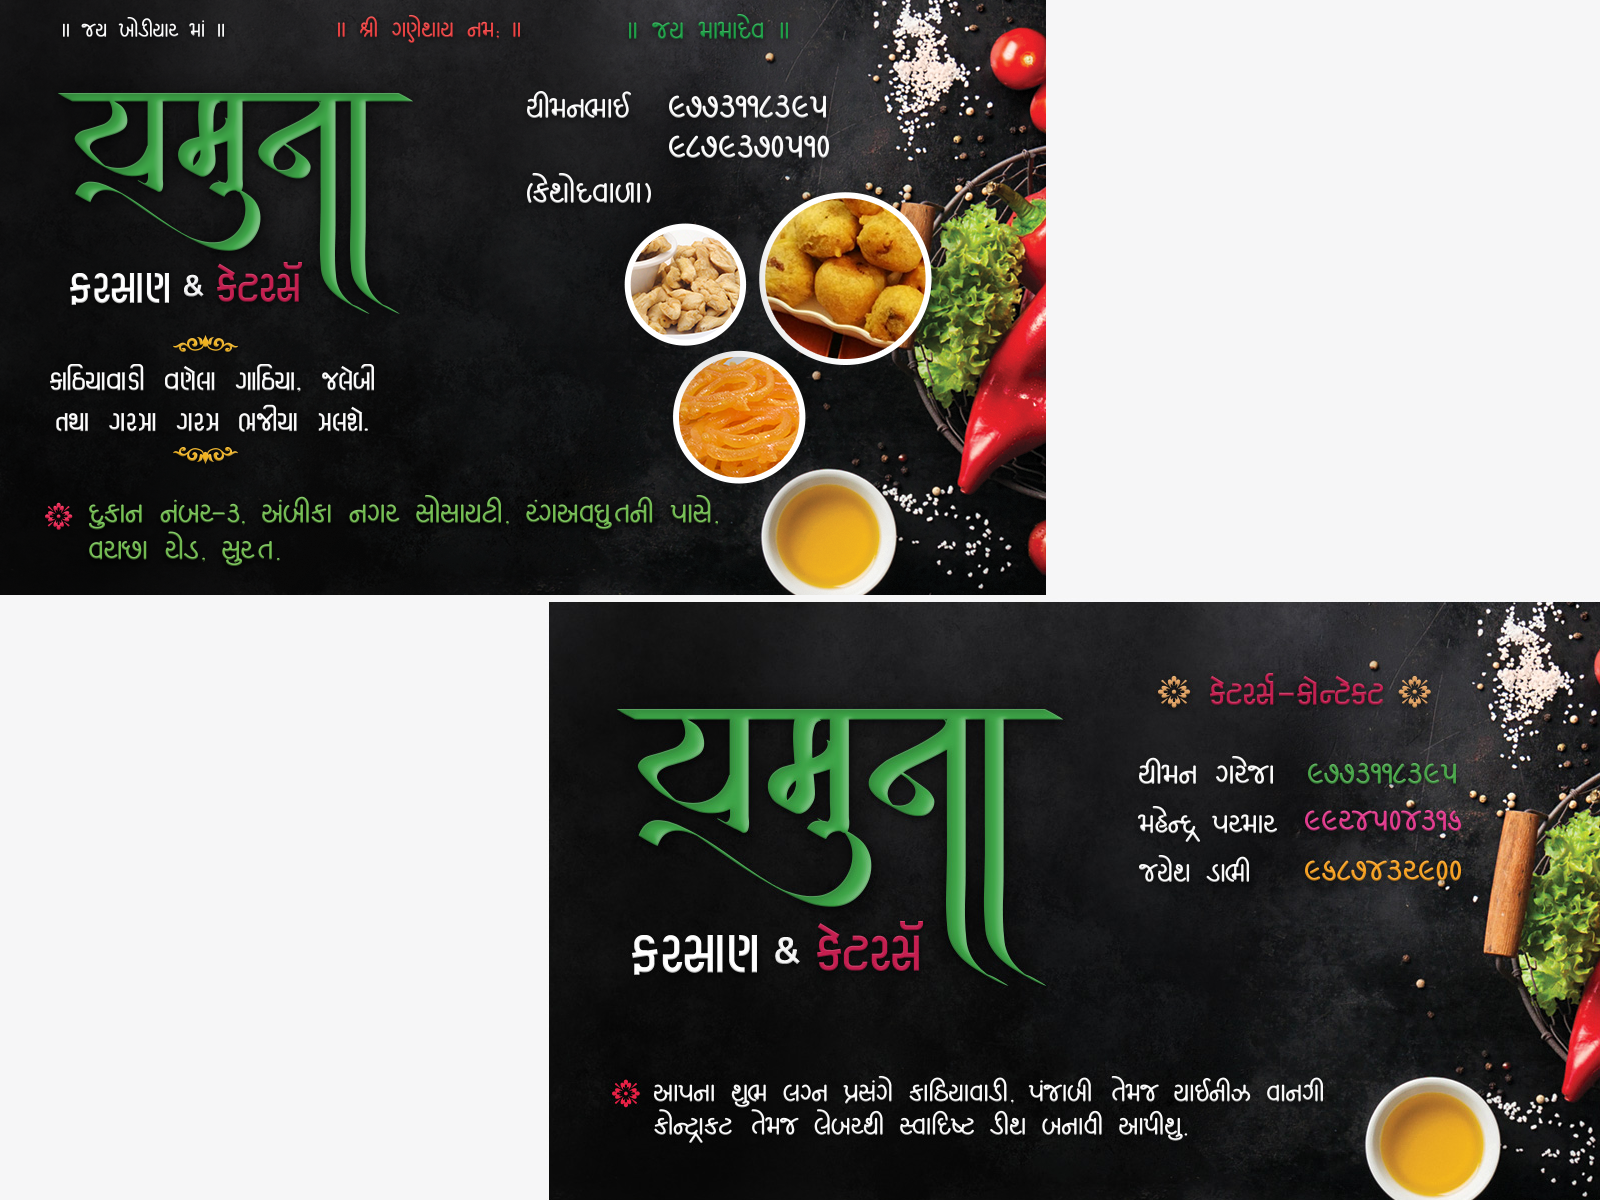 ॥ જય ખોડીયાર માં ॥
॥ શ્રી ગણેશાય નમ: ॥
॥ જય મામાદેવ ॥
यमुना
ફરસાણ & કેટરર્સ
ચીમનભાઈ ૯૭૭૩૧૧૮૩૯૫
૯૮૭૯૩૭૦૫૧૦
(કેશોદવાળા)
કાઠિયાવાડી વણેલા ગાઠિયા, જલેબી
તથા ગરમા ગરમ ભજીયા મલશે.
દુકાન નંબર-૩, અંબીકા નગર સોસાયટી, રંગઅવધુતની પાસે,
વરાછા રોડ, સુરત.
यमुना
ફરસાણ & કેટરર્સ
કેટરર્સ-કોન્ટેકટ
ચીમન ગરેજા ૯૭૭૩૧૧૮૩૯૫
મહેન્દ્ર પરમાર ૯૯૨૪૫૦૪૩૧૬
જયેશ ડાભી ૯૬૮૭૪૩૨૯૦૦
આપના શુભ લગ્ન પ્રસંગે કાઠિયાવાડી, પંજાબી તેમજ ચાઈનીઝ વાનગી
કોન્ટ્રાકટ તેમજ લેબરથી સ્વાદિષ્ટ ડીશ બનાવી આપીશુ.